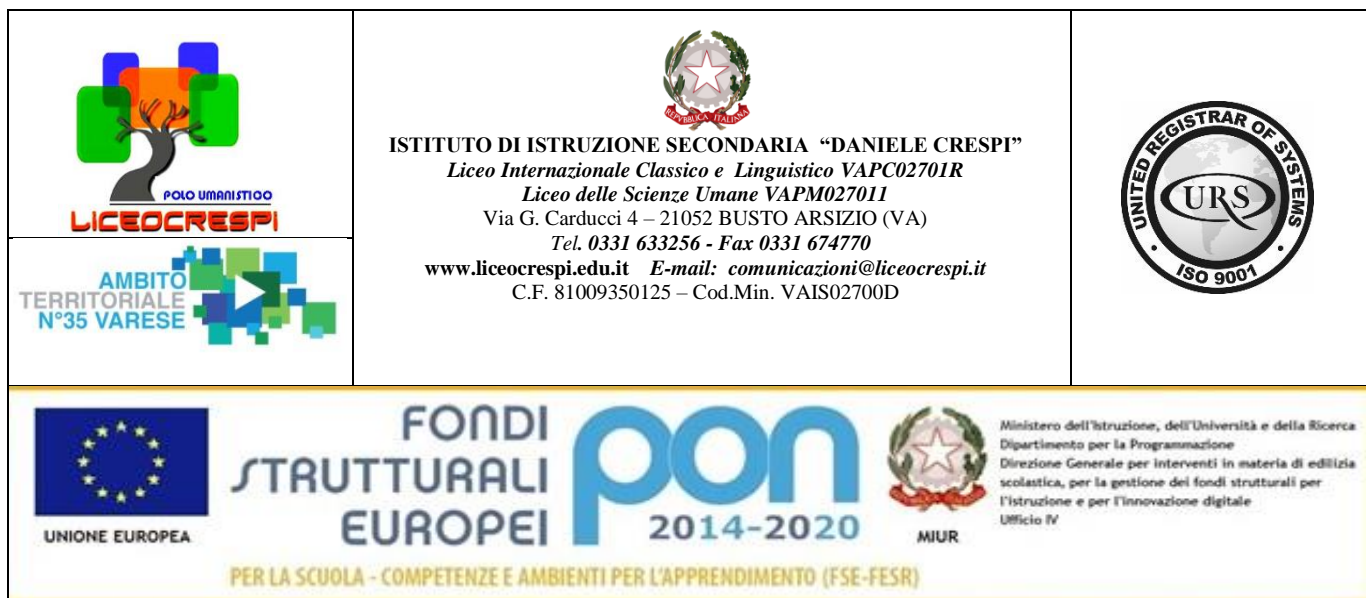 POLO UMANISTICO
LICEOCRESPI
AMBITO
TERRITORIALE
N°35 VARESE
REPVBBLICA ITALIANA
ISTITUTO DI ISTRUZIONE SECONDARIA “DANIELE CRESPI”
Liceo Internazionale Classico e Linguistico VAPC02701R
Liceo delle Scienze Umane VAPM027011
Via G. Carducci 4 – 21052 BUSTO ARSIZIO (VA)
Tel. 0331 633256 - Fax 0331 674770
www.liceocrespi.edu.it E-mail: comunicazioni@liceocrespi.it
C.F. 81009350125 – Cod.Min. VAIS02700D
UNITED REGISTRAR OF SYSTEMS
URS
ISO 9001
UNIONE EUROPEA
FONDI
STRUTTURALI
EUROPEI
pon
2014-2020
MIUR
Ministero dell'Istruzione, dell'Università e della Ricerca
Dipartimento per la Programmazione
Direzione Generale per interventi in materia di edilizia
scolastica, per la gestione dei fondi strutturali per
l'istruzione e per l'innovazione digitale
Ufficio IV
PER LA SCUOLA - COMPETENZE E AMBIENTI PER L'APPRENDIMENTO (FSE-FESR)